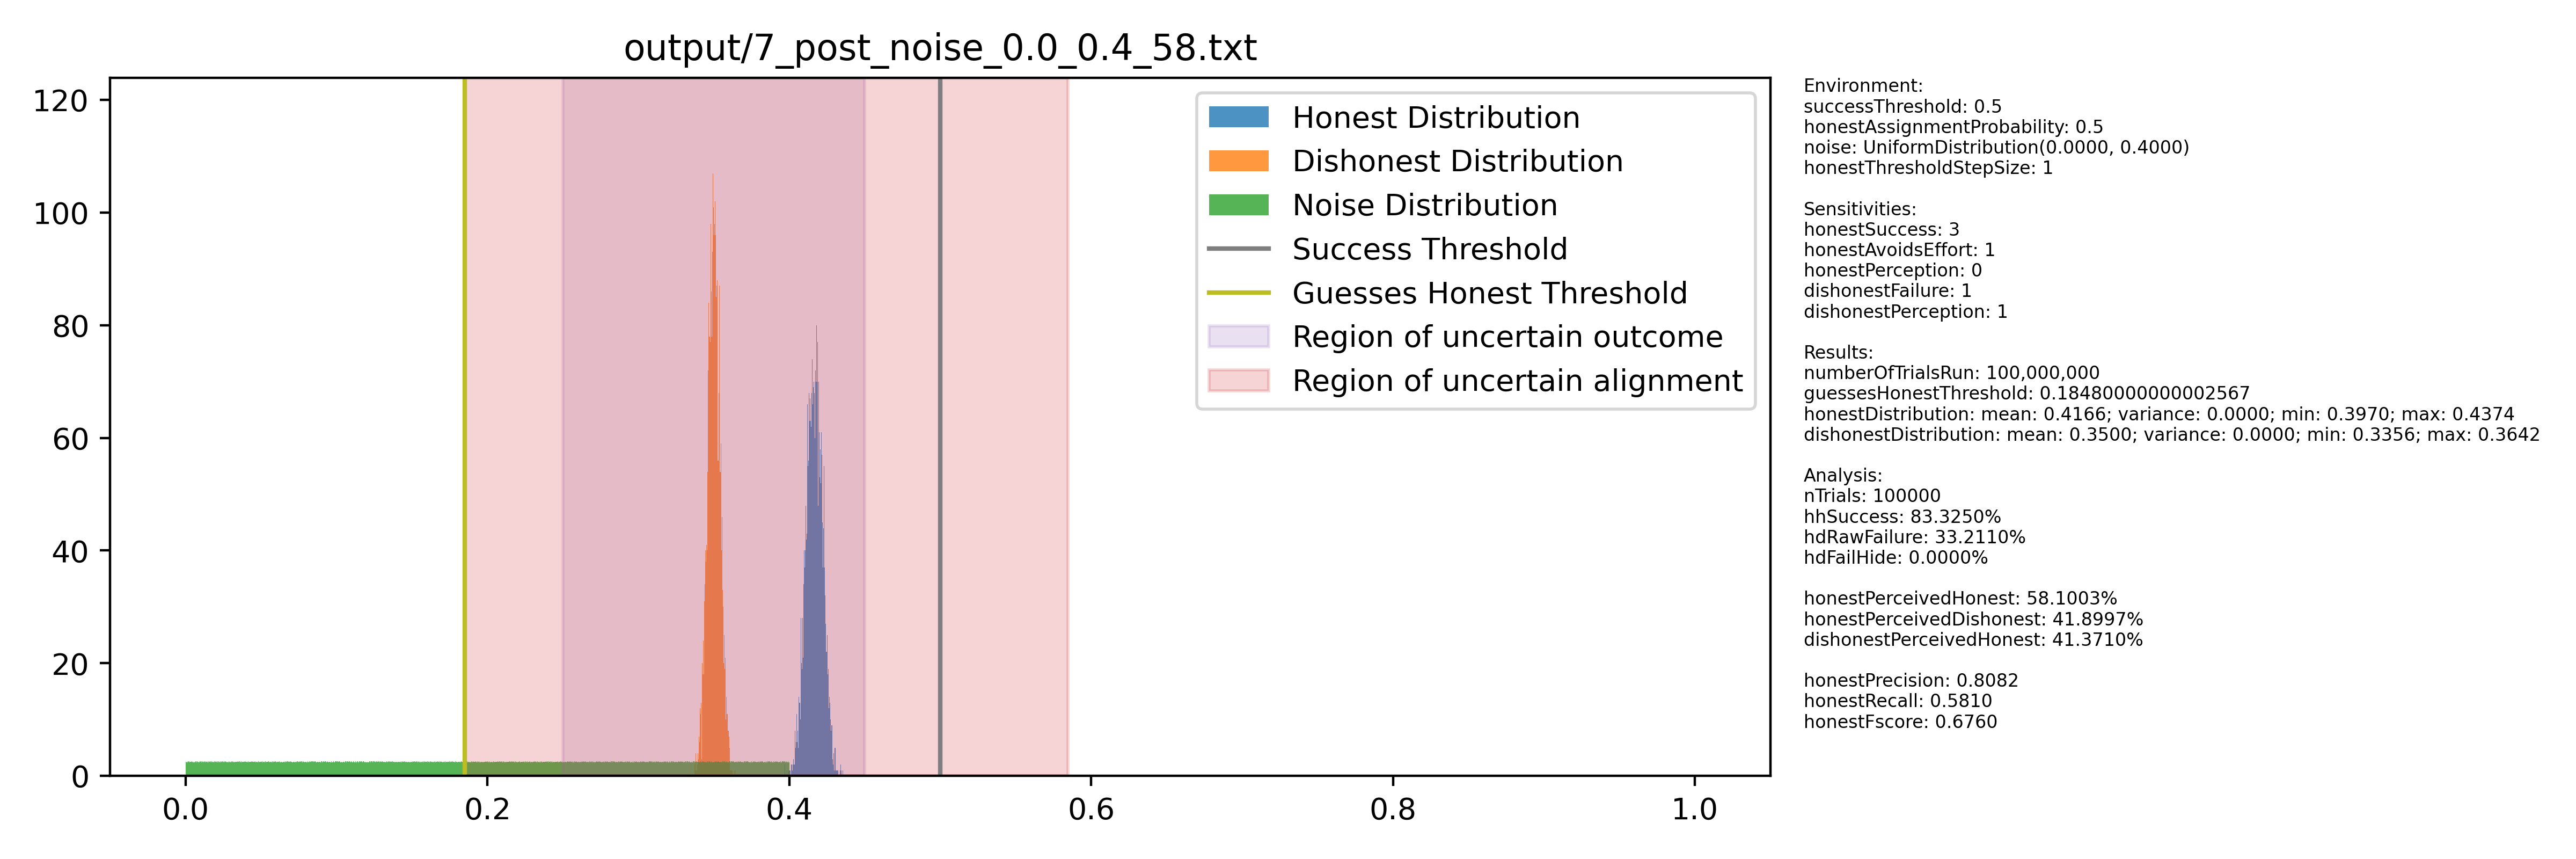 output/7_post_noise_0.0_0.4_58.txt
120
100
80
60
40
20
0
0.0
0.2
0.4
0.6
0.8
1.0
Honest Distribution
Dishonest Distribution
Noise Distribution
Success Threshold
Guesses Honest Threshold
Region of uncertain outcome
Region of uncertain alignment
Environment:
successThreshold: 0.5
honestAssignmentProbability: 0.5
noise: UniformDistribution(0.0000, 0.4000)
honestThresholdStepSize: 1
Sensitivities:
honestSuccess: 3
honestAvoidsEffort: 1
honestPerception: 0
dishonestFailure: 1
dishonestPerception: 1
Results:
numberOfTrialsRun: 100,000,000
guessesHonestThreshold: 0.18480000000002567
honestDistribution: mean: 0.4166; variance: 0.0000; min: 0.3970; max: 0.4374
dishonestDistribution: mean: 0.3500; variance: 0.0000; min: 0.3356; max: 0.3642
Analysis:
nTrials: 100000
hhSuccess: 83.3250%
hdRawFailure: 33.2110%
hdFailHide: 0.0000%
honestPerceivedHonest: 58.1003%
honestPerceivedDishonest: 41.8997%
dishonestPerceivedHonest: 41.3710%
honestPrecision: 0.8082
honestRecall: 0.5810
honestFscore: 0.6760